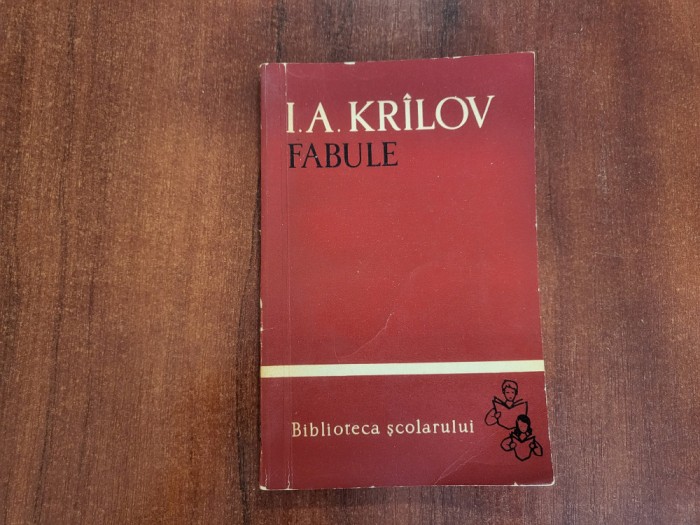 I.A. KRÎLOV
FABULE
Biblioteca școlarului